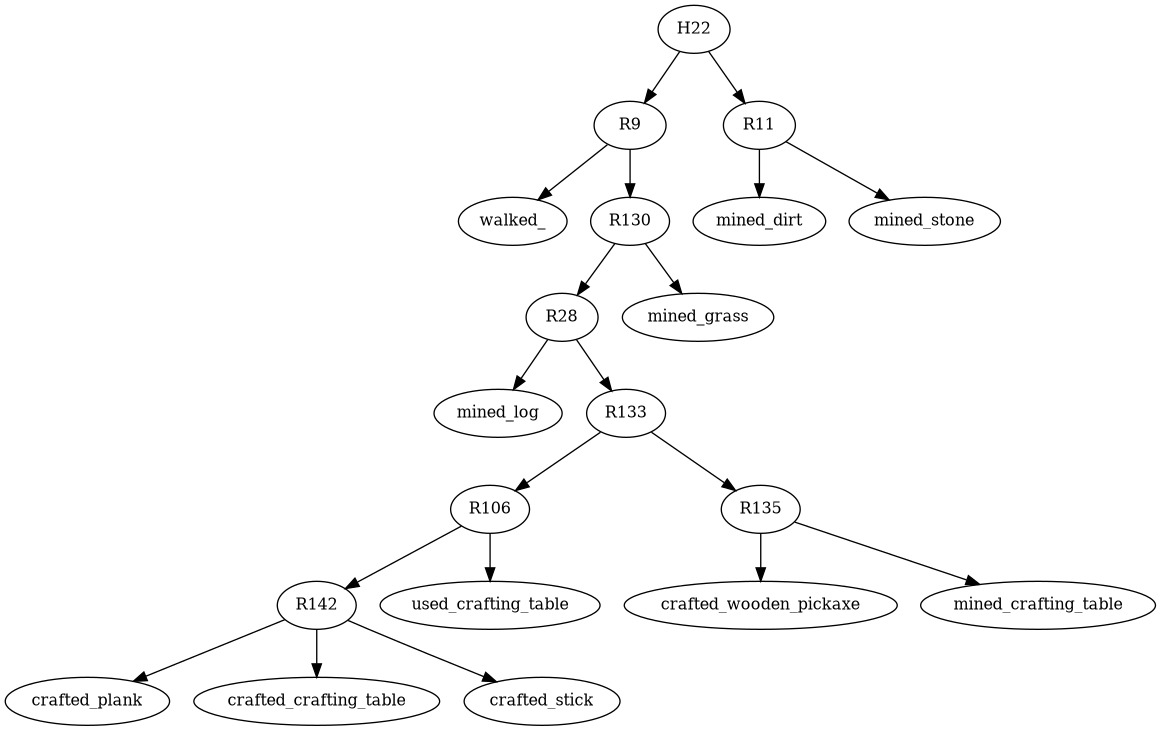 H22
R9
R11
walked_
R130
mined_dirt
mined_stone
R28
mined_grass
mined_log
R133
R106
R135
R142
used_crafting_table
crafted_wooden_pickaxe
mined_crafting_table
crafted_plank
crafted_crafting_table
crafted_stick